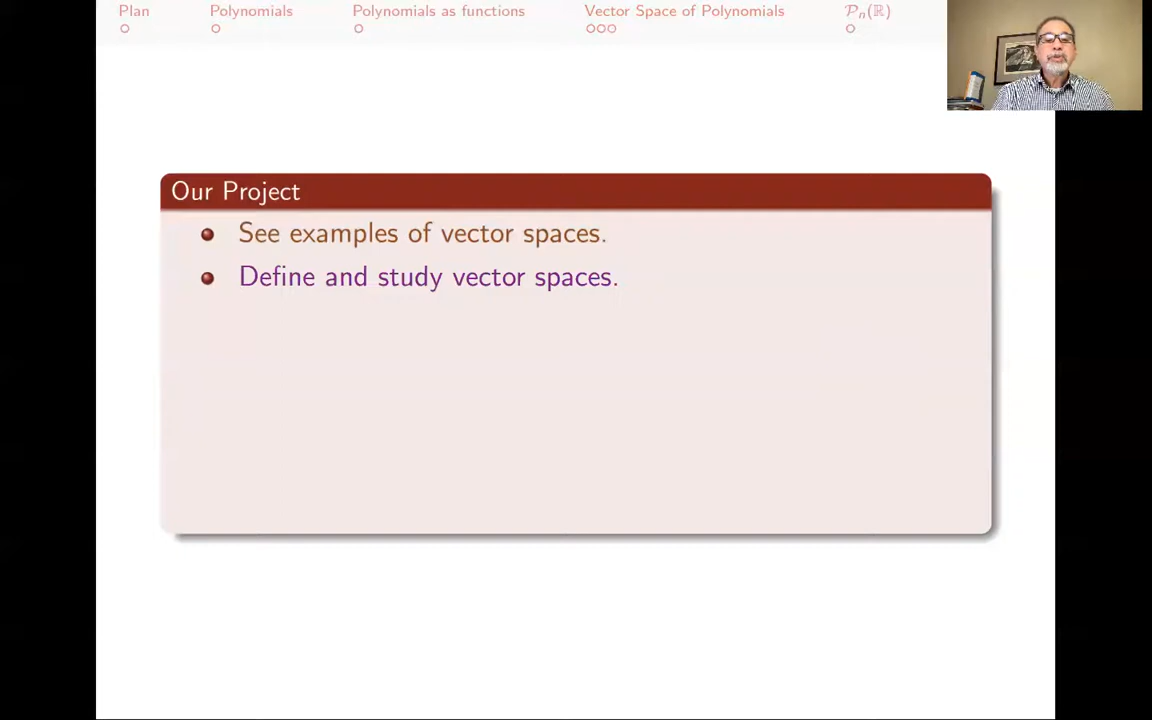 Plan Polynomials Polynomials as functions Vector Space of Polynomials 𝒫ₙ(ℝ)
Our Project
See examples of vector spaces.
Define and study vector spaces.